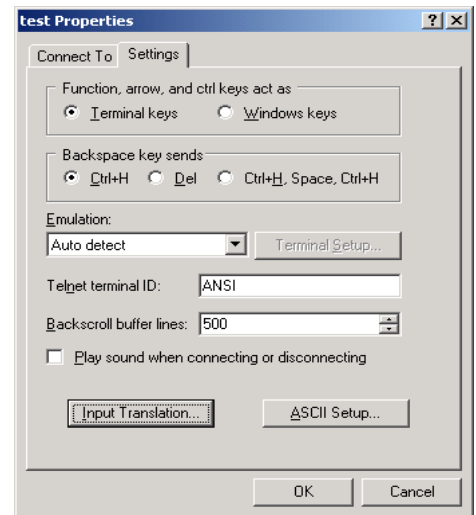 test Properties
Connect To Settings
Function, arrow, and ctrl keys act as
Terminal keys Windows keys
Backspace key sends
Ctrl+H Del Ctrl+H, Space, Ctrl+H
Emulation:
Auto detect Terminal Setup...
Telnet terminal ID: ANSI
Backscroll buffer lines: 500
Play sound when connecting or disconnecting
Input Translation... ASCII Setup...
OK Cancel